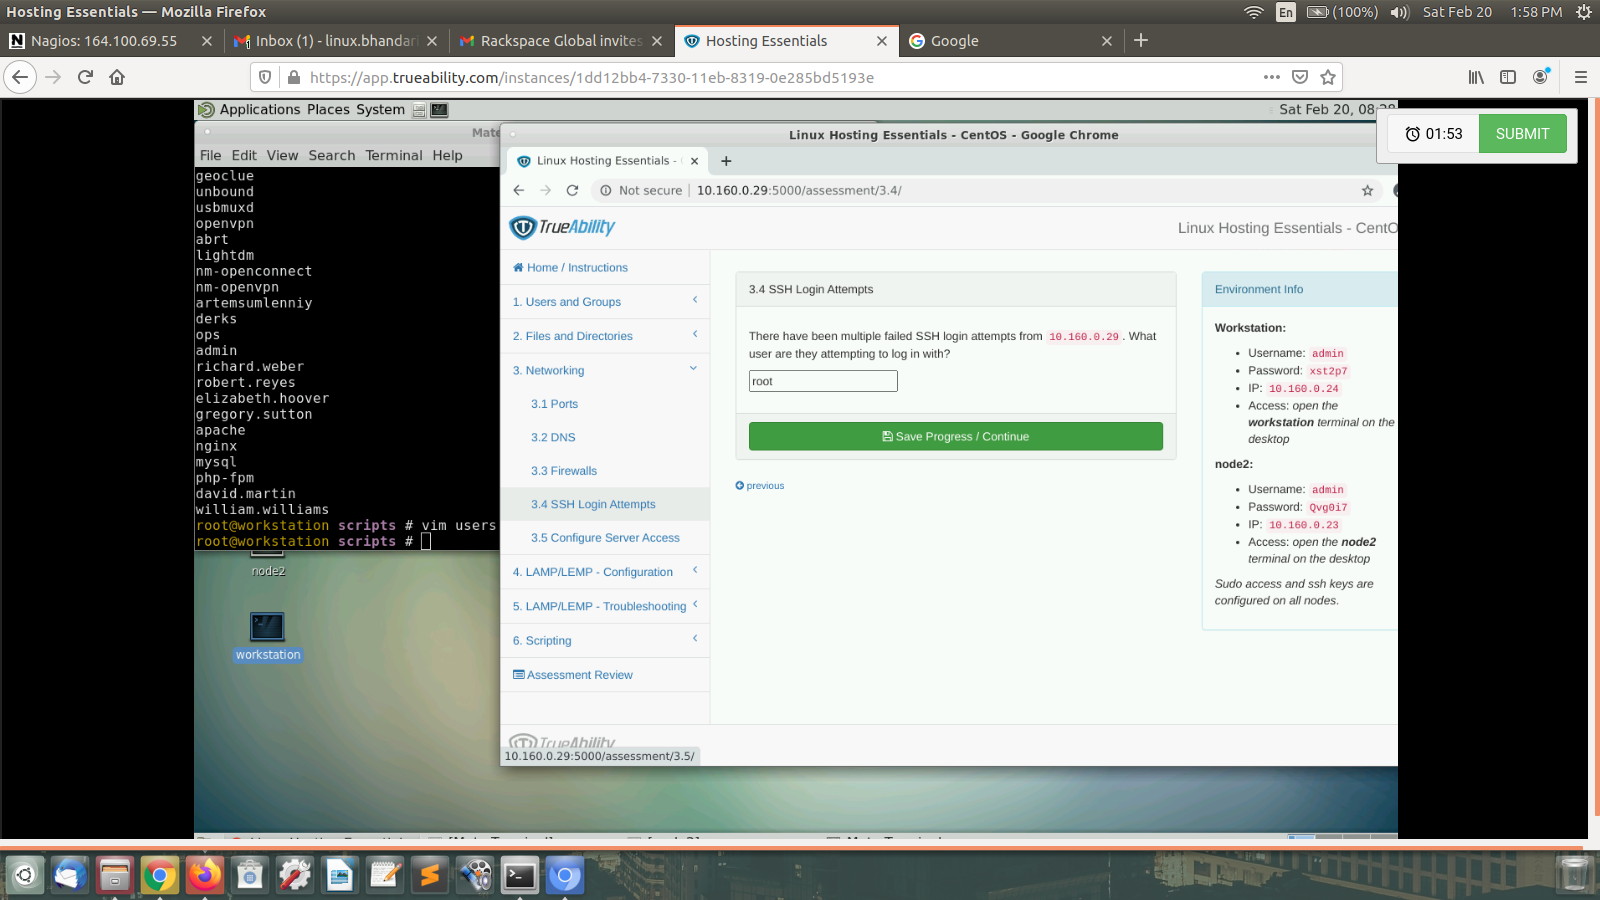 Hosting Essentials — Mozilla Firefox
En
(100%)
Sat Feb 20
1:58 PM
Nagios: 164.100.69.55
Inbox (1) - linux.bhandari
Rackspace Global invites
Hosting Essentials
Google
https://app.trueability.com/instances/1dd12bb4-7330-11eb-8319-0e285bd5193e
Applications Places System
Sat Feb 20, 08:28
01:53
SUBMIT
Mate
Linux Hosting Essentials - CentOS - Google Chrome
File Edit View Search Terminal Help
Linux Hosting Essentials -
Not secure
10.160.0.29:5000/assessment/3.4/
geoclue
unbound
usbmuxd
openvpn
abrt
lightdm
nm-openconnect
nm-openvpn
artemsumlenniy
derks
ops
admin
richard.weber
robert.reyes
elizabeth.hoover
gregory.sutton
apache
nginx
mysql
php-fpm
david.martin
william.williams
root@workstation scripts # vim users
root@workstation scripts #
node2
workstation
TrueAbility
Linux Hosting Essentials - CentO
Home / Instructions
1. Users and Groups
2. Files and Directories
3. Networking
3.1 Ports
3.2 DNS
3.3 Firewalls
3.4 SSH Login Attempts
3.5 Configure Server Access
4. LAMP/LEMP - Configuration
5. LAMP/LEMP - Troubleshooting
6. Scripting
Assessment Review
3.4 SSH Login Attempts
There have been multiple failed SSH login attempts from 10.160.0.29. What
user are they attempting to log in with?
root
Save Progress / Continue
previous
Environment Info
Workstation:
Username: admin
Password: xst2p7
IP: 10.160.0.24
Access: open the
workstation terminal on the
desktop
node2:
Username: admin
Password: Qvg0i7
IP: 10.160.0.23
Access: open the node2
terminal on the desktop
Sudo access and ssh keys are
configured on all nodes.
TrueAbility
10.160.0.29:5000/assessment/3.5/